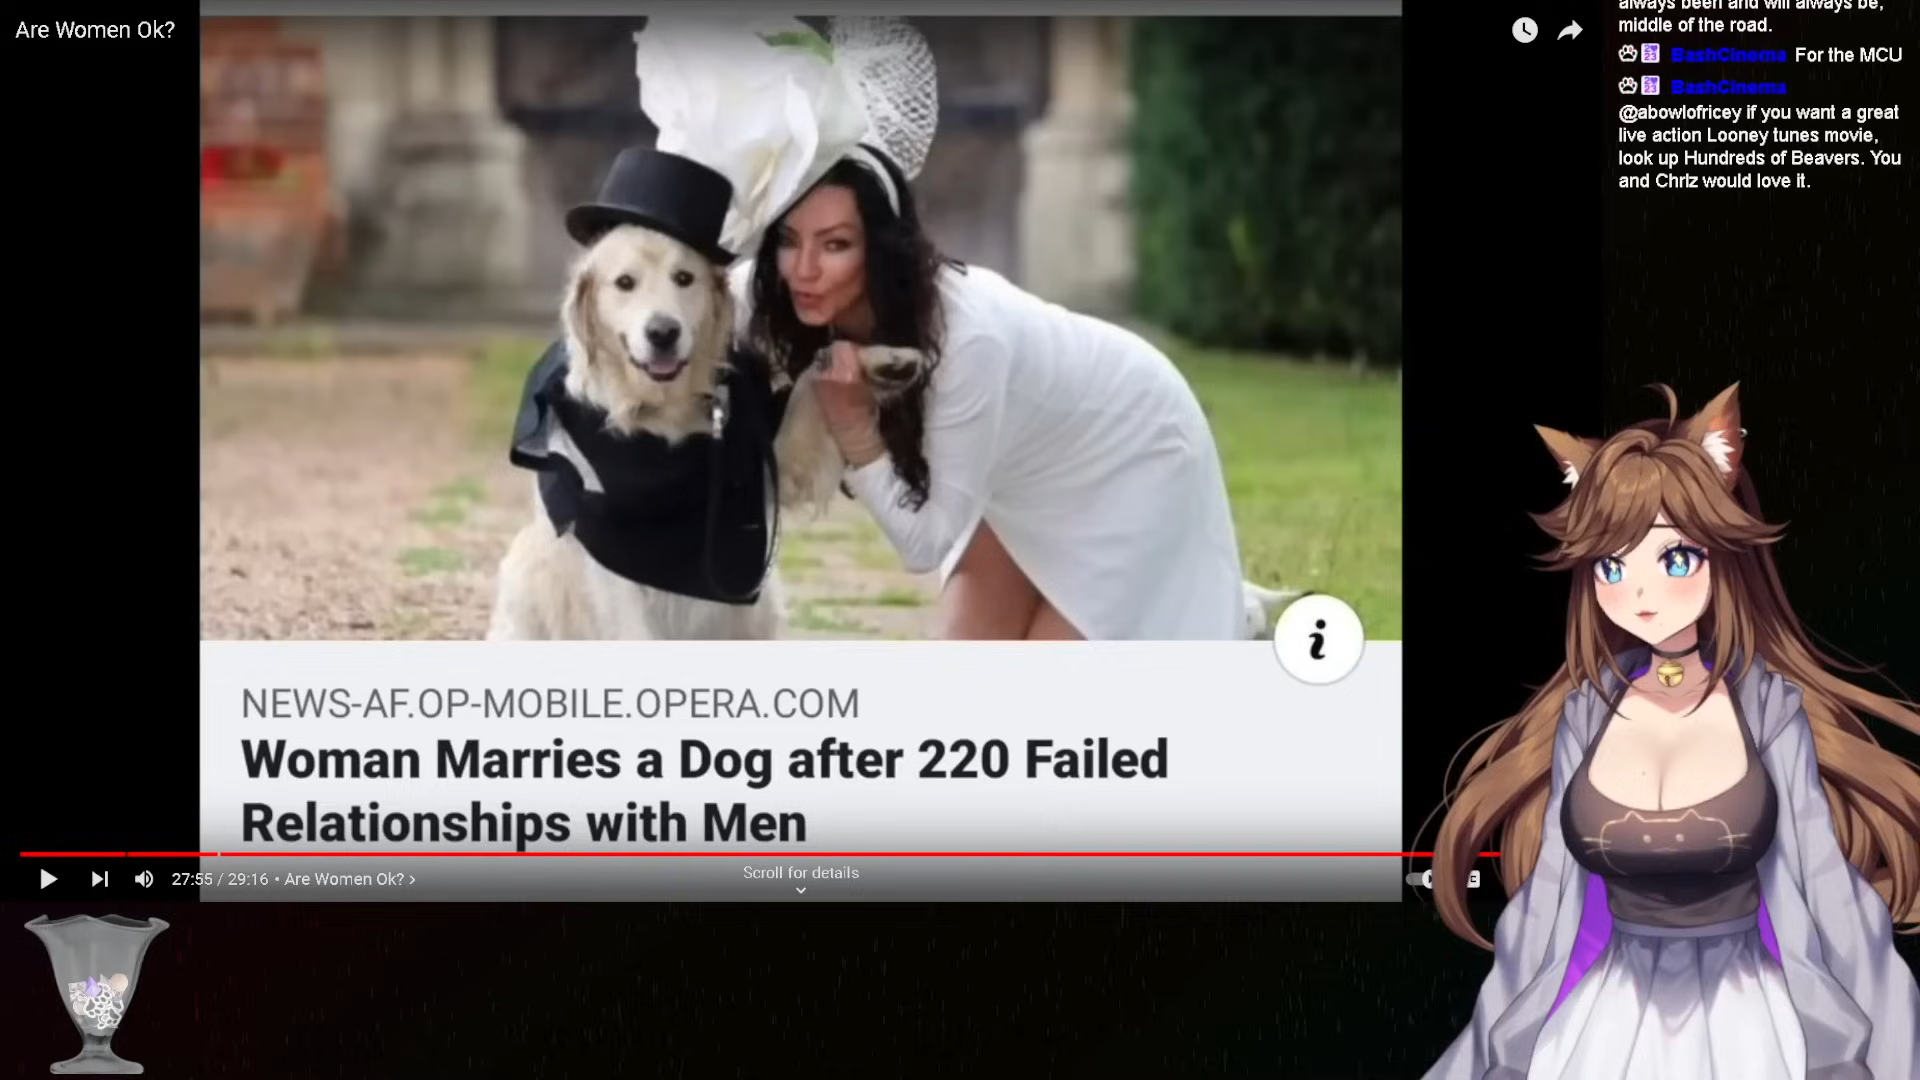 Are Women Ok?
always been and will always be,
middle of the road.
BashCinema For the MCU
BashCinema
@abowlofricey if you want a great
live action Looney tunes movie,
look up Hundreds of Beavers. You
and Chrlz would love it.
i
NEWS-AF.OP-MOBILE.OPERA.COM
Woman Marries a Dog after 220 Failed
Relationships with Men
27:55 / 29:16 • Are Women Ok? ›
Scroll for details